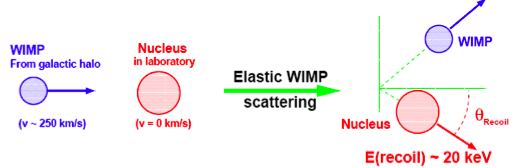 WIMP
From galactic halo
(v ~ 250 km/s)
Nucleus
in laboratory
(v = 0 km/s)
Elastic WIMP
scattering
WIMP
Nucleus
θRecoil
E(recoil) ~ 20 keV